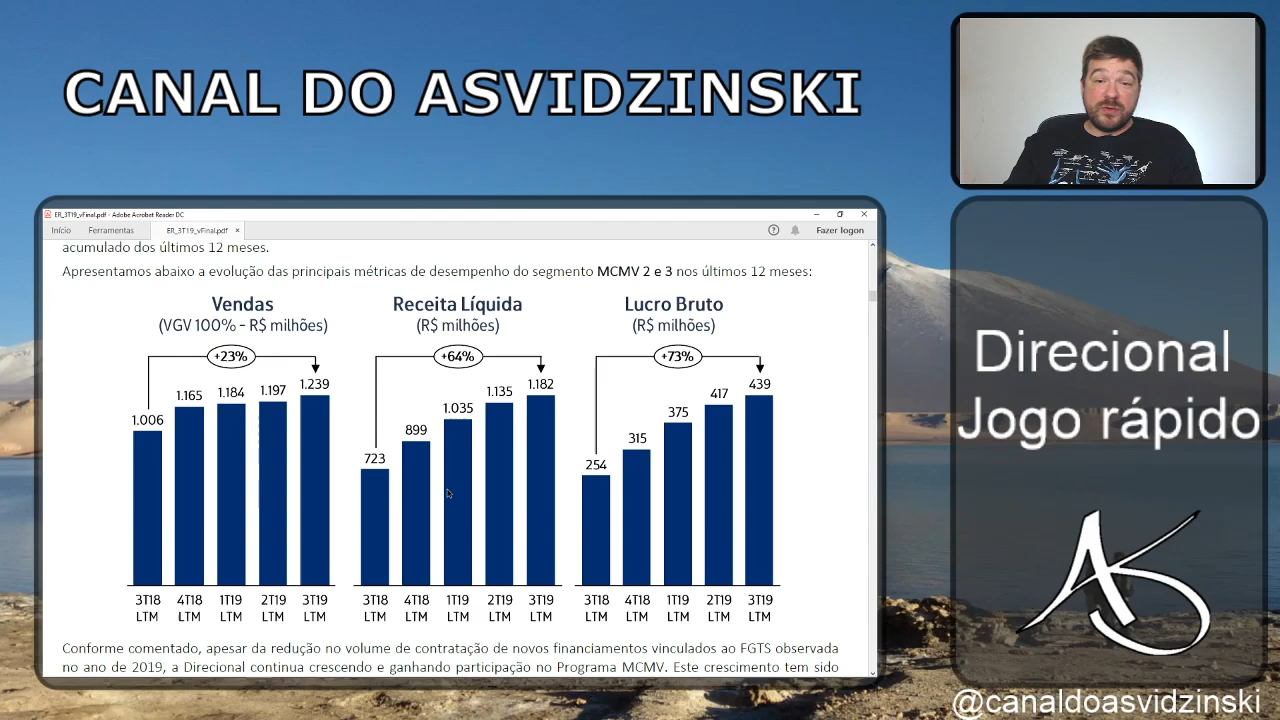 CANAL DO ASVIDZINSKI
ER_3T19_vFinal.pdf - Adobe Acrobat Reader DC
Início Ferramentas ER_3T19_vFinal.pdf × Fazer logon
acumulado dos últimos 12 meses.
Apresentamos abaixo a evolução das principais métricas de desempenho do segmento MCMV 2 e 3 nos últimos 12 meses:
Vendas
(VGV 100% - R$ milhões)
+23%
1.006 1.165 1.184 1.197 1.239
3T18 4T18 1T19 2T19 3T19
LTM LTM LTM LTM LTM
Receita Líquida
(R$ milhões)
+64%
723 899 1.035 1.135 1.182
3T18 4T18 1T19 2T19 3T19
LTM LTM LTM LTM LTM
Lucro Bruto
(R$ milhões)
+73%
254 315 375 417 439
3T18 4T18 1T19 2T19 3T19
LTM LTM LTM LTM LTM
Conforme comentado, apesar da redução no volume de contratação de novos financiamentos vinculados ao FGTS observada
no ano de 2019, a Direcional continua crescendo e ganhando participação no Programa MCMV. Este crescimento tem sido
Direcional
Jogo rápido
@canaldoasvidzinski